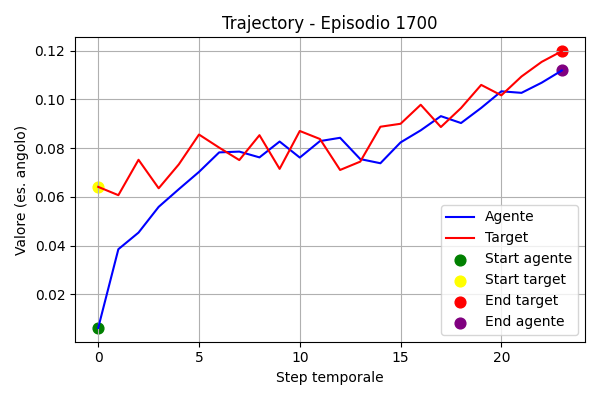 Trajectory - Episodio 1700
Valore (es. angolo)
0.12
0.10
0.08
0.06
0.04
0.02
0
5
10
15
20
Step temporale
Agente
Target
Start agente
Start target
End target
End agente